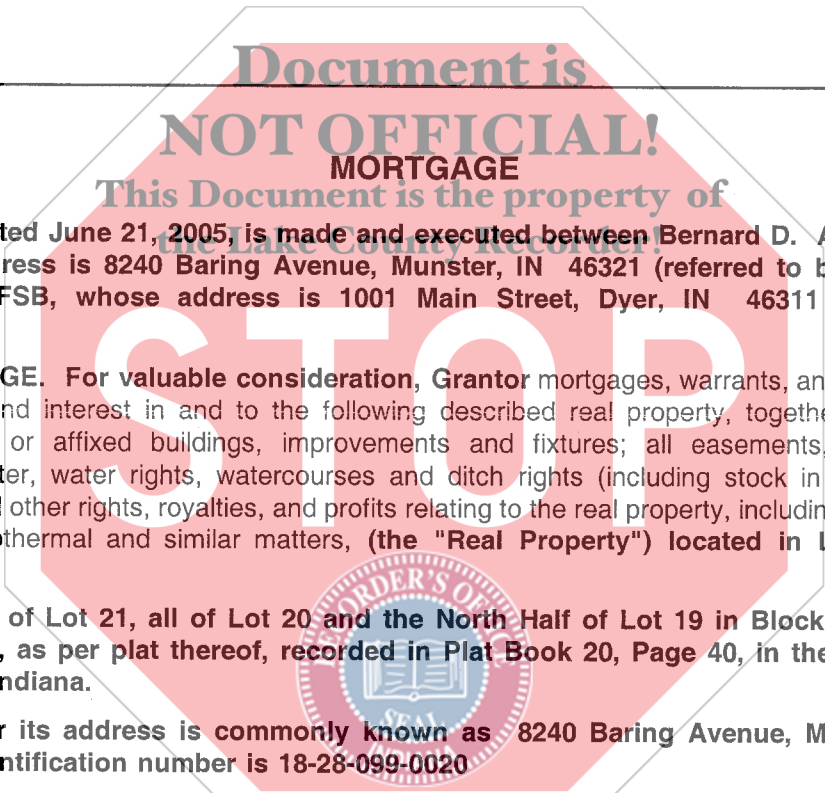 Document is
NOT OFFICIAL!
MORTGAGE
This Document is the property of
the Lake County Recorder!
ted June 21, 2005, is made and executed between Bernard D. A
ress is 8240 Baring Avenue, Munster, IN 46321 (referred to b
FSB, whose address is 1001 Main Street, Dyer, IN 46311
STOP
GE. For valuable consideration, Grantor mortgages, warrants, an
nd interest in and to the following described real property, togethe
or affixed buildings, improvements and fixtures; all easements,
ter, water rights, watercourses and ditch rights (including stock in
other rights, royalties, and profits relating to the real property, includin
othermal and similar matters, (the "Real Property") located in L
of Lot 21, all of Lot 20 and the North Half of Lot 19 in Block
, as per plat thereof, recorded in Plat Book 20, Page 40, in the
ndiana.
r its address is commonly known as 8240 Baring Avenue, M
ntification number is 18-28-099-0020
RECORDER'S OFFICE
SEAL
INDIANA